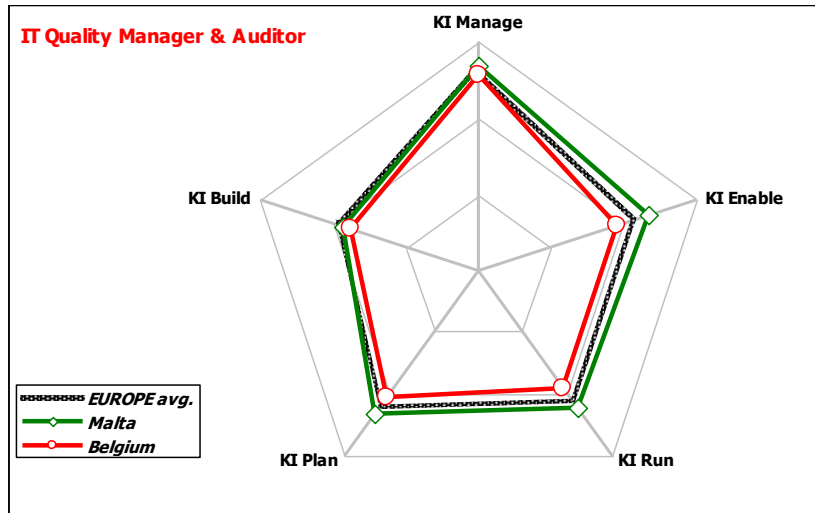 IT Quality Manager & Auditor
KI Manage
KI Build
KI Enable
KI Plan
KI Run
EUROPE avg.
Malta
Belgium